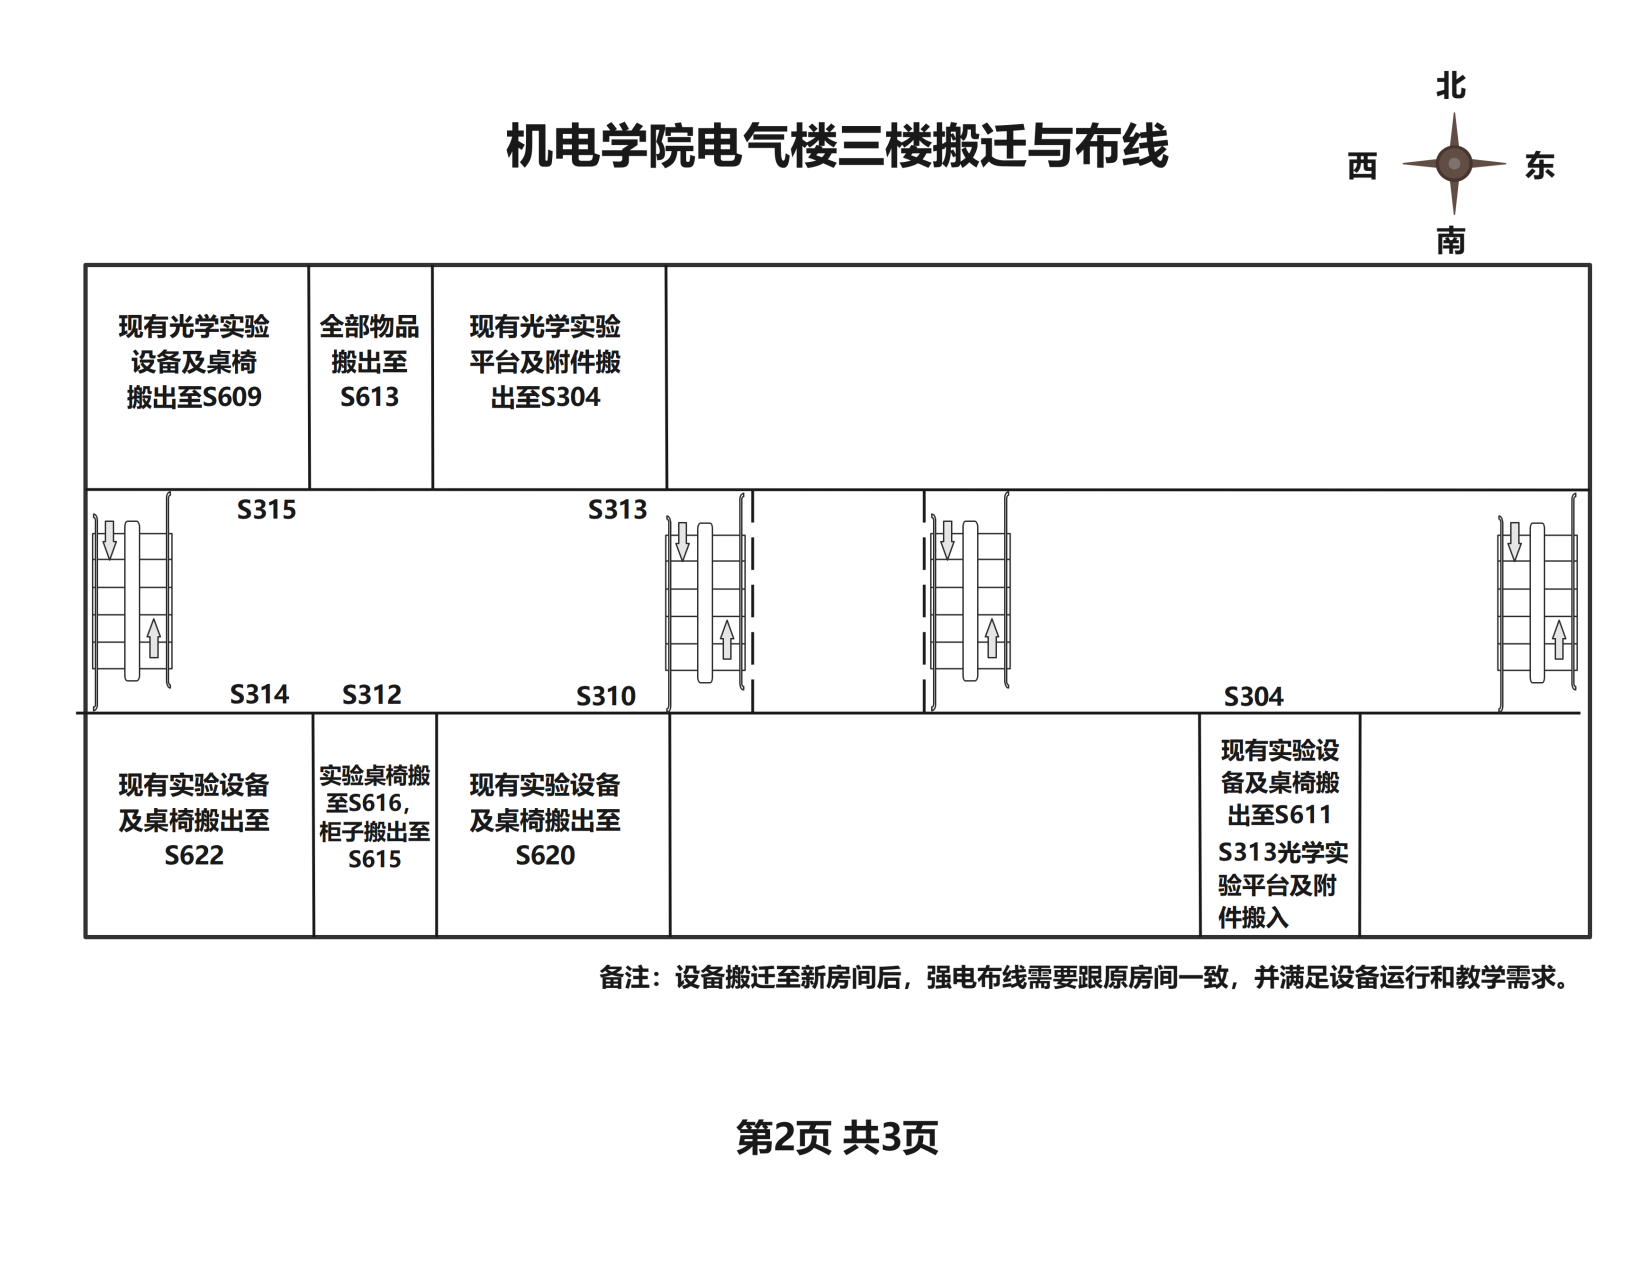 北
机电学院电气楼三楼搬迁与布线
西
东
南
现有光学实验
设备及桌椅
搬出至S609
全部物品
搬出至
S613
现有光学实验
平台及附件搬
出至S304
S315
S313
S314
S312
S310
S304
现有实验设备
及桌椅搬出至
S622
实验桌椅搬
至S616，
柜子搬出至
S615
现有实验设备
及桌椅搬出至
S620
现有实验设
备及桌椅搬
出至S611
S313光学实
验平台及附
件搬入
备注：设备搬迁至新房间后，强电布线需要跟原房间一致，并满足设备运行和教学需求。
第2页 共3页